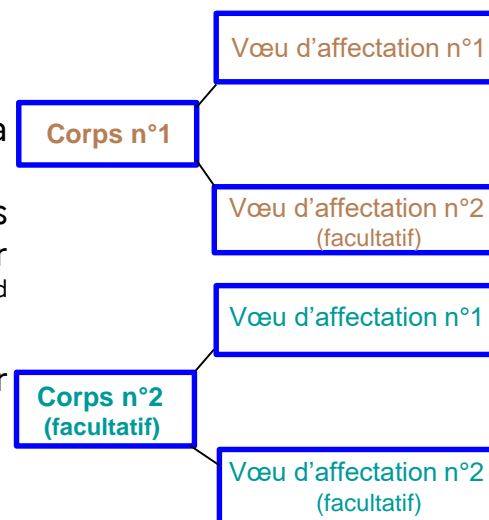 Vœu d'affectation n°1
Corps n°1
Vœu d'affectation n°2
(facultatif)
Vœu d'affectation n°1
Corps n°2
(facultatif)
Vœu d'affectation n°2
(facultatif)